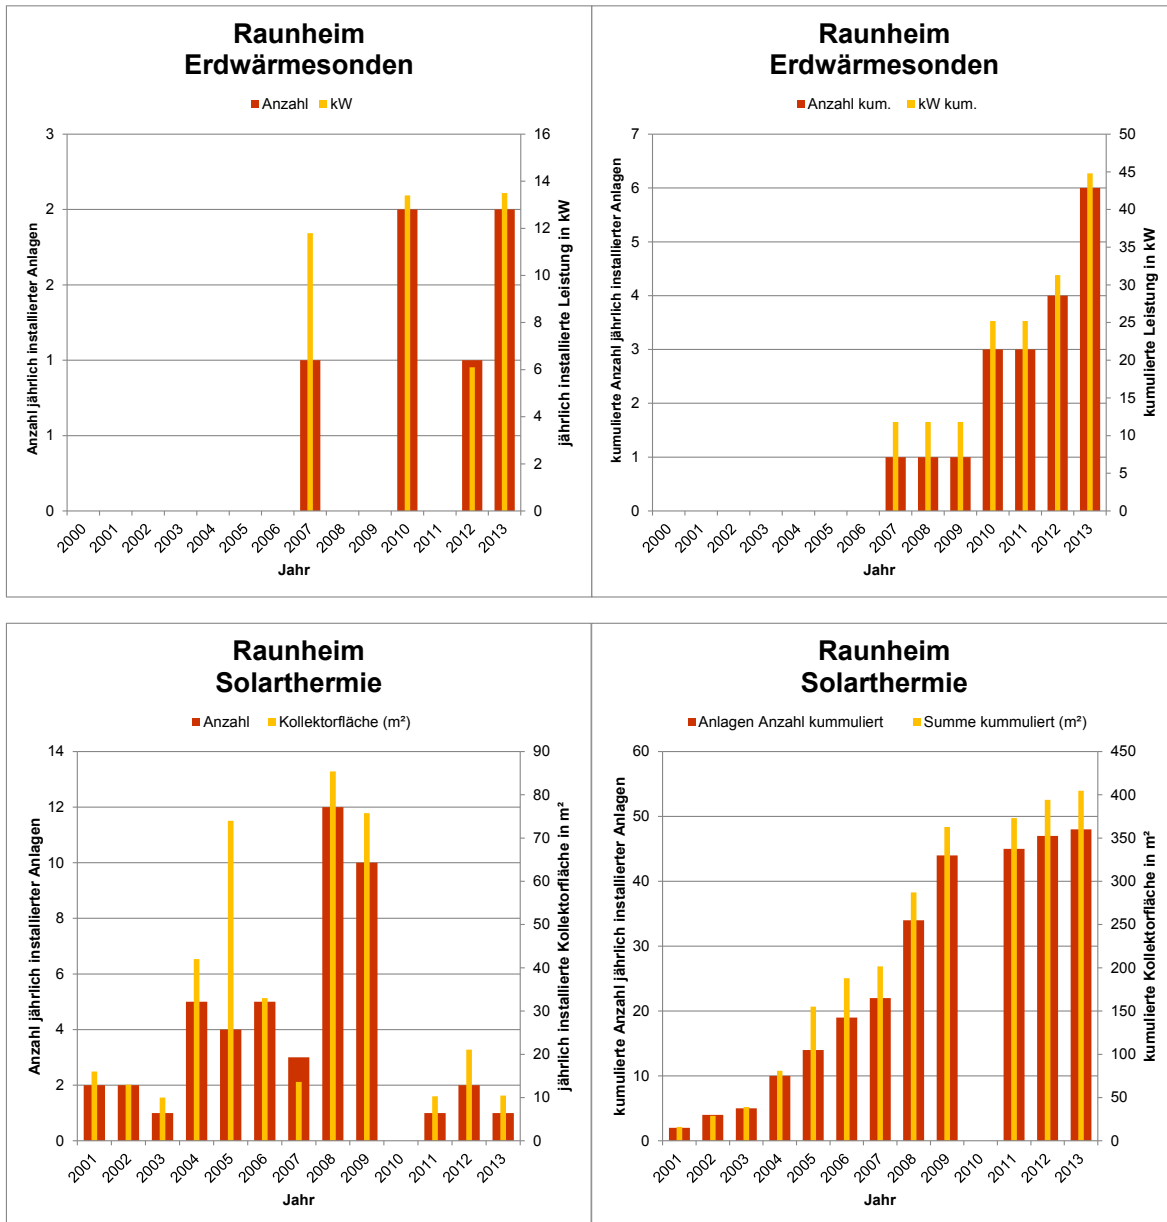 Raunheim
Erdwärmesonden
Anzahl kW
Anzahl jährlich installierter Anlagen
3
2
2
1
1
0
16
14
12
10
8
6
4
2
0
jährlich installierte Leistung in kW
2000 2001 2002 2003 2004 2005 2006 2007 2008 2009 2010 2011 2012 2013
Jahr
Raunheim
Erdwärmesonden
Anzahl kum. kW kum.
kumulierte Anzahl jährlich installierter Anlagen
7
6
5
4
3
2
1
0
50
45
40
35
30
25
20
15
10
5
0
kumulierte Leistung in kW
2000 2001 2002 2003 2004 2005 2006 2007 2008 2009 2010 2011 2012 2013
Jahr
Raunheim
Solarthermie
Anzahl Kollektorfläche (m²)
Anzahl jährlich installierter Anlagen
14
12
10
8
6
4
2
0
90
80
70
60
50
40
30
20
10
0
jährlich installierte Kollektorfläche in m²
2001 2002 2003 2004 2005 2006 2007 2008 2009 2010 2011 2012 2013
Jahr
Raunheim
Solarthermie
Anlagen Anzahl kummuliert Summe kummuliert (m²)
kumulierte Anzahl jährlich installierter Anlagen
60
50
40
30
20
10
0
450
400
350
300
250
200
150
100
50
0
kumulierte Kollektorfläche in m²
2001 2002 2003 2004 2005 2006 2007 2008 2009 2010 2011 2012 2013
Jahr